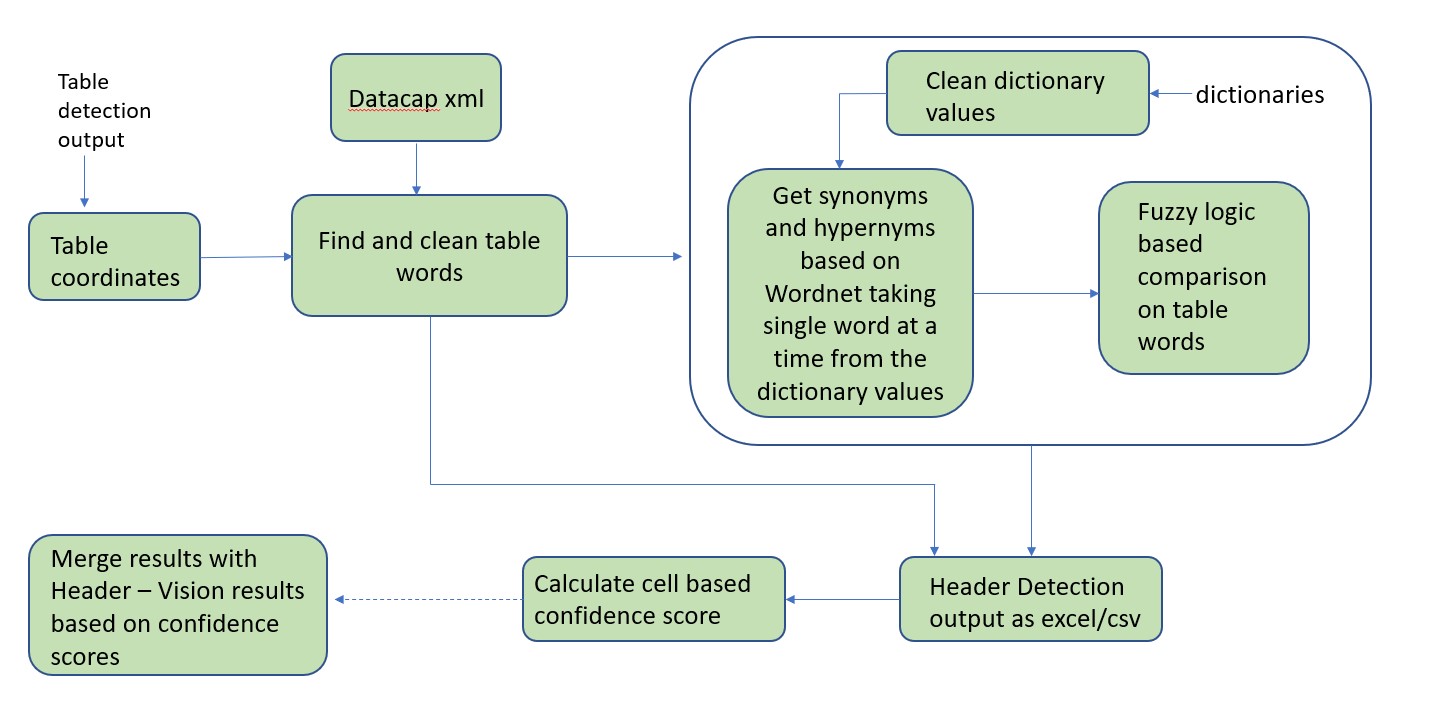 Table
detection
output
Datacap xml
Clean dictionary
values
dictionaries
Table
coordinates
Find and clean table
words
Get synonyms
and hypernyms
based on
Wordnet taking
single word at a
time from the
dictionary values
Fuzzy logic
based
comparison
on table
words
Merge results with
Header – Vision results
based on confidence
scores
Calculate cell based
confidence score
Header Detection
output as excel/csv